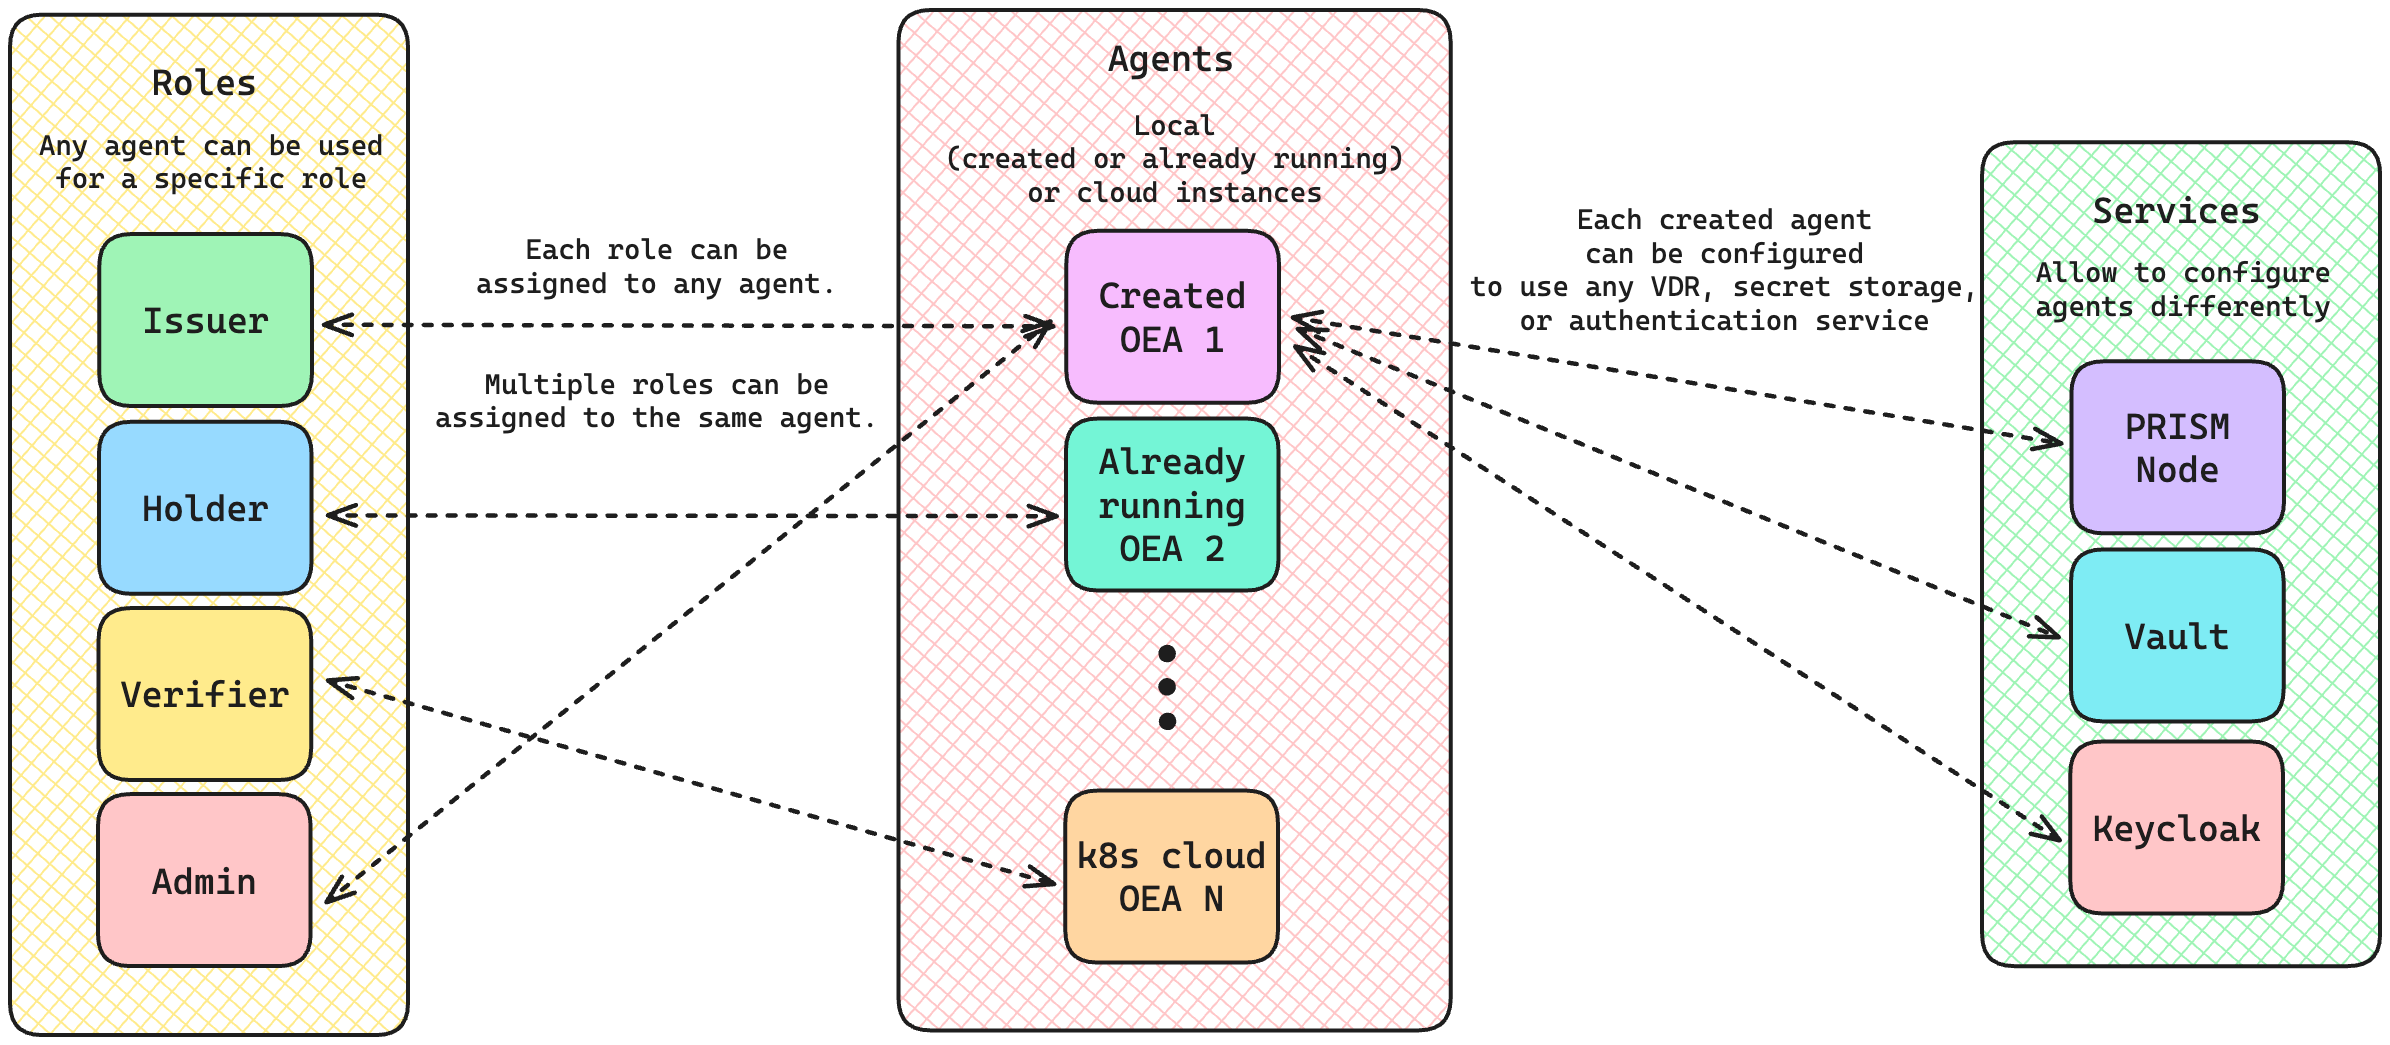 Roles
Any agent can be used
for a specific role
Issuer
Holder
Verifier
Admin
Each role can be
assigned to any agent.
Multiple roles can be
assigned to the same agent.
Agents
Local
(created or already running)
or cloud instances
Created
OEA 1
Already
running
OEA 2
k8s cloud
OEA N
Each created agent
can be configured
to use any VDR, secret storage,
or authentication service
Services
Allow to configure
agents differently
PRISM
Node
Vault
Keycloak